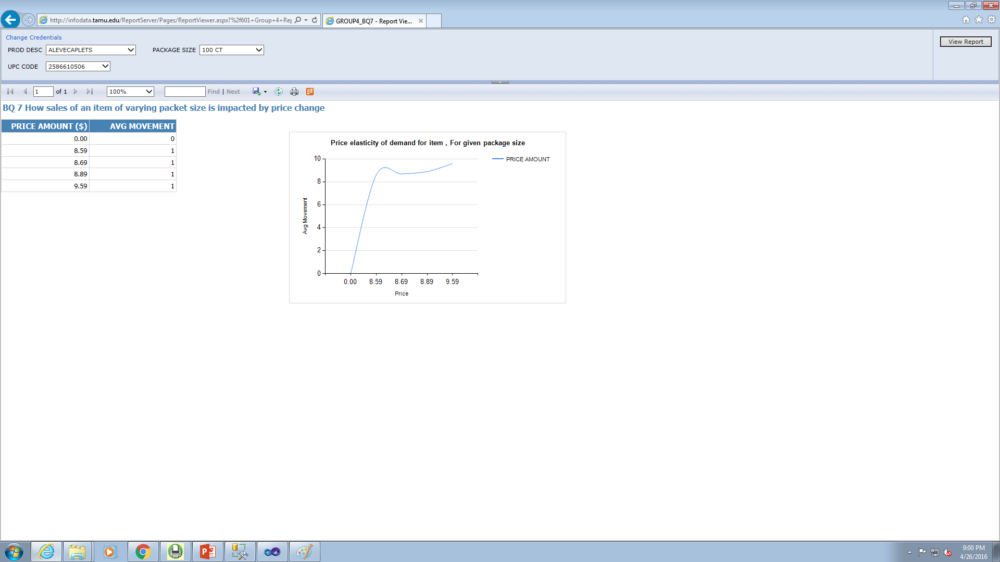 http://infodata.tamu.edu/ReportServer/Pages/ReportViewer.aspx?%2f601+Group+4+Rep
GROUP4_BQ7 - Report Vie...
Change Credentials
View Report
PROD DESC ALEVECAPLETS PACKAGE SIZE 100 CT
UPC CODE 2586610506
1 of 1 100% Find | Next
BQ 7 How sales of an item of varying packet size is impacted by price change
PRICE AMOUNT ($) AVG MOVEMENT
0.00 0
8.59 1
8.69 1
8.89 1
9.59 1
Price elasticity of demand for item , For given package size
PRICE AMOUNT
10
8
6
4
2
0
Avg Movement
0.00 8.59 8.69 8.89 9.59
Price
9:00 PM
4/26/2016